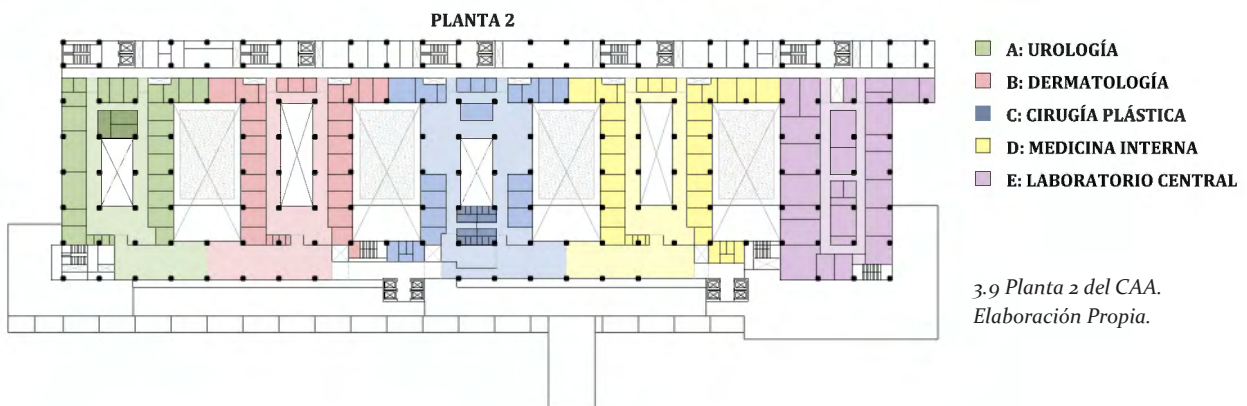 PLANTA 2
A: UROLOGÍA
B: DERMATOLOGÍA
C: CIRUGÍA PLÁSTICA
D: MEDICINA INTERNA
E: LABORATORIO CENTRAL
3.9 Planta 2 del CAA.
Elaboración Propia.